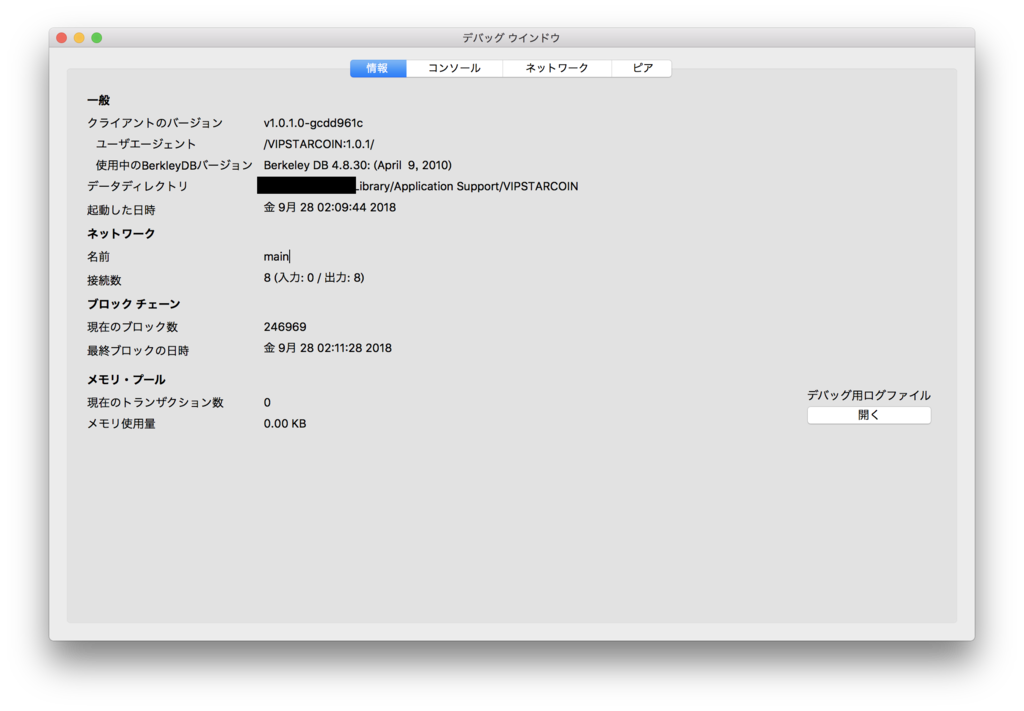 デバッグ ウインドウ
情報 コンソール ネットワーク ピア
一般
クライアントのバージョン v1.0.1.0-gcdd961c
ユーザエージェント /VIPSTARCOIN:1.0.1/
使用中のBerkleyDBバージョン Berkeley DB 4.8.30: (April 9, 2010)
データディレクトリ Library/Application Support/VIPSTARCOIN
起動した日時 金 9月 28 02:09:44 2018
ネットワーク
名前 main
接続数 8 (入力: 0 / 出力: 8)
ブロック チェーン
現在のブロック数 246969
最終ブロックの日時 金 9月 28 02:11:28 2018
メモリ・プール
現在のトランザクション数 0
メモリ使用量 0.00 KB
デバッグ用ログファイル
開く